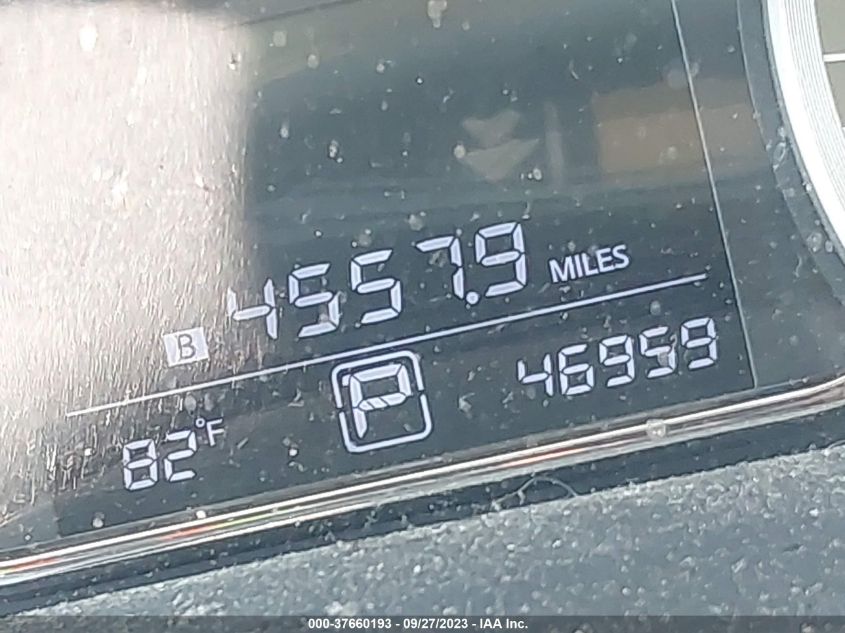 B 4557.9 MILES
82°F P 46959
000-37660193 - 09/27/2023 - IAA Inc.